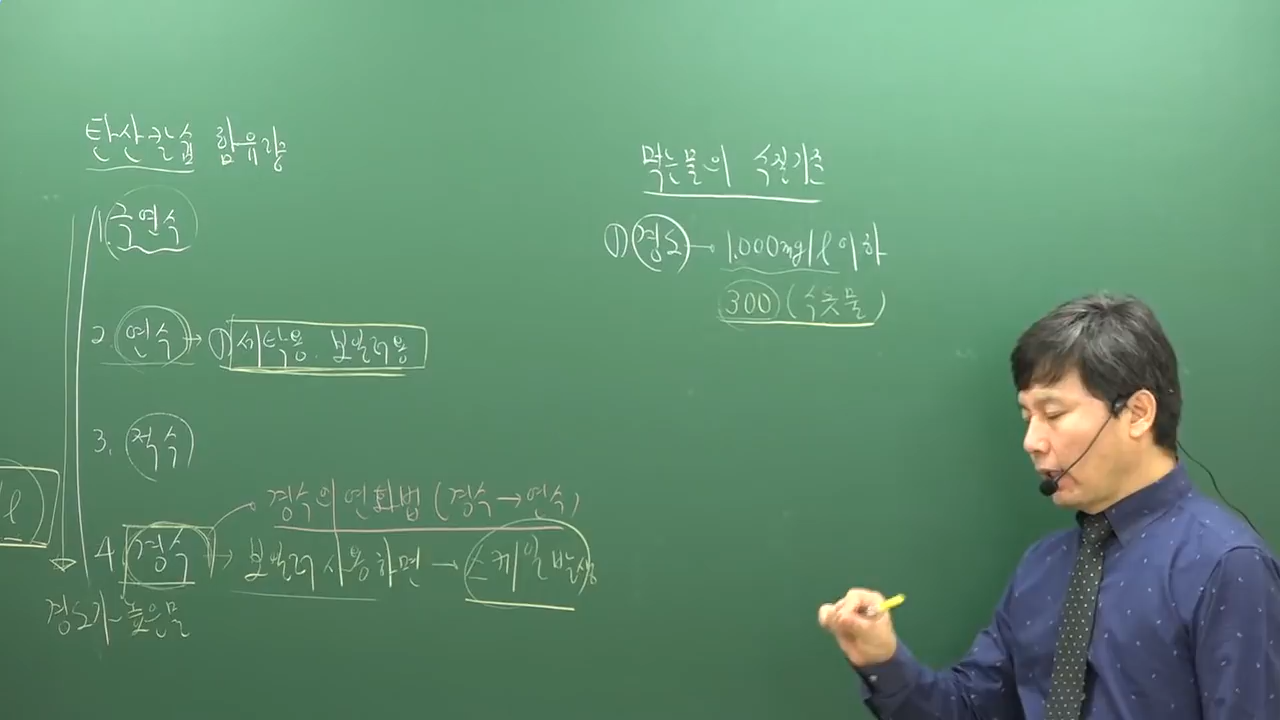 탄산칼슘 함유량
1. 극연수
2. 연수 → ① 세탁용. 보일러용
3. 적수
경수의 연화법 (경수 → 연수)
4. 경수 → 보일러 사용하면 → 스케일 발생
경도가 높은물
l
먹는물의 수질기준
① 경도 → 1,000mg/l 이하
300 (수돗물)